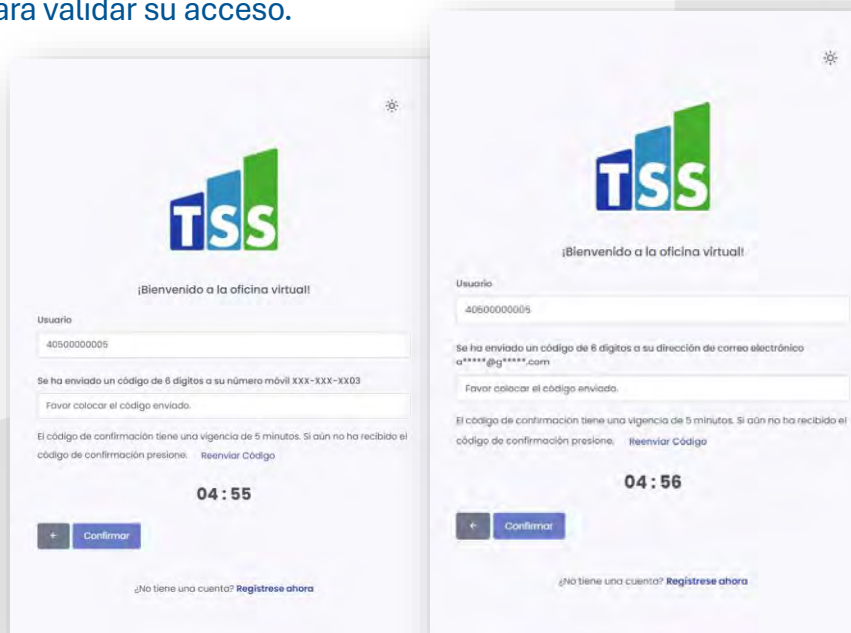 ara validar su acceso.
TSS
¡Bienvenido a la oficina virtual!
Usuario
40500000005
Se ha enviado un código de 6 dígitos a su número móvil XXX-XXX-XX03
Favor colocar el código enviado.
El código de confirmación tiene una vigencia de 5 minutos. Si aún no ha recibido el
código de confirmación presione. Reenviar Código
04:55
← Confirmar
¿No tiene una cuenta? Regístrese ahora
TSS
¡Bienvenido a la oficina virtual!
Usuario
40500000005
Se ha enviado un código de 6 dígitos a su dirección de correo electrónico
a*****@g*****.com
Favor colocar el código enviado.
El código de confirmación tiene una vigencia de 5 minutos. Si aún no ha recibido el
código de confirmación presione. Reenviar Código
04:56
← Confirmar
¿No tiene una cuenta? Regístrese ahora